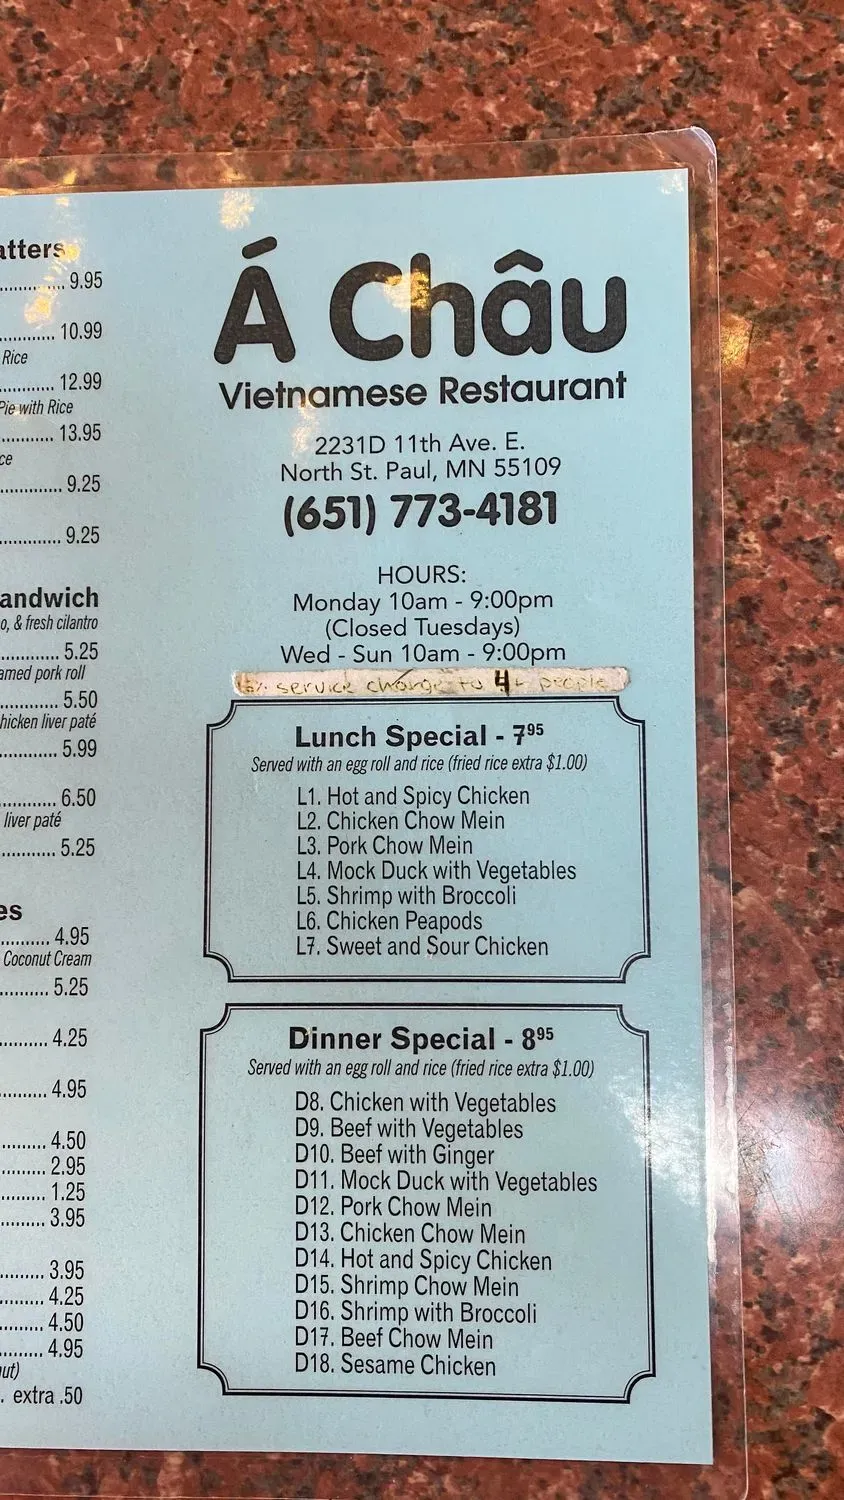 atters
9.95
10.99
Rice
12.99
Pie with Rice
13.95
ce
9.25
9.25
andwich
o, & fresh cilantro
5.25
amed pork roll
5.50
hicken liver paté
5.99
6.50
liver paté
5.25
es
4.95
Coconut Cream
5.25
4.25
4.95
4.50
2.95
1.25
3.95
3.95
4.25
4.50
4.95
ut)
. extra .50
Á Châu
Vietnamese Restaurant
2231D 11th Ave. E.
North St. Paul, MN 55109
(651) 773-4181
HOURS:
Monday 10am - 9:00pm
(Closed Tuesdays)
Wed - Sun 10am - 9:00pm
service charge to 4+ people
Lunch Special - 795
Served with an egg roll and rice (fried rice extra $1.00)
L1. Hot and Spicy Chicken
L2. Chicken Chow Mein
L3. Pork Chow Mein
L4. Mock Duck with Vegetables
L5. Shrimp with Broccoli
L6. Chicken Peapods
L7. Sweet and Sour Chicken
Dinner Special - 895
Served with an egg roll and rice (fried rice extra $1.00)
D8. Chicken with Vegetables
D9. Beef with Vegetables
D10. Beef with Ginger
D11. Mock Duck with Vegetables
D12. Pork Chow Mein
D13. Chicken Chow Mein
D14. Hot and Spicy Chicken
D15. Shrimp Chow Mein
D16. Shrimp with Broccoli
D17. Beef Chow Mein
D18. Sesame Chicken